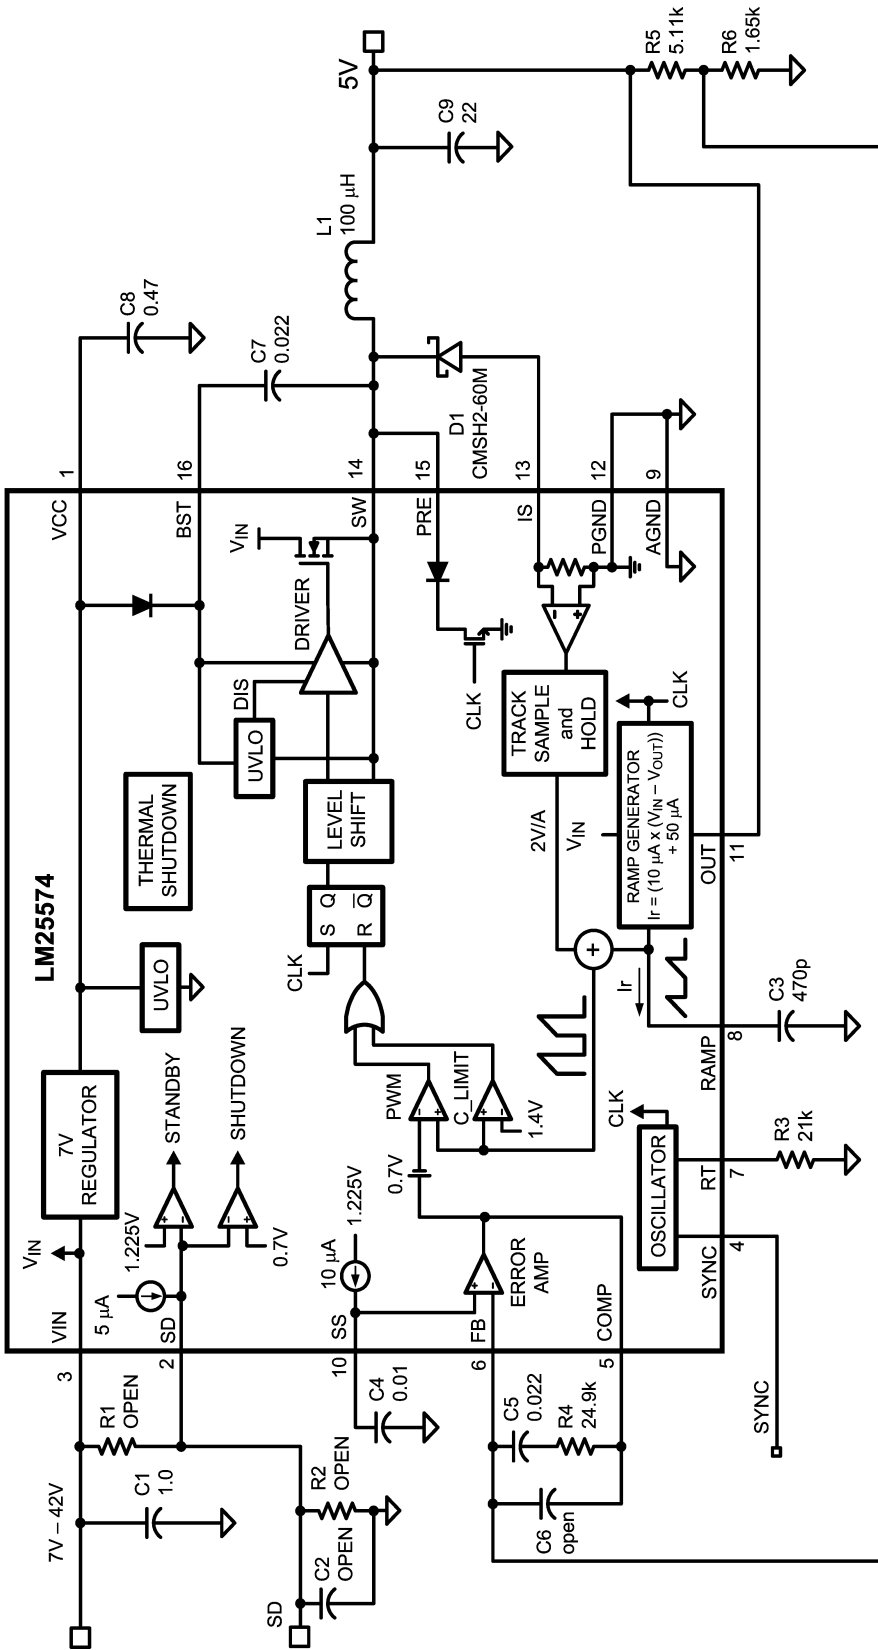 7V – 42V
VIN
3
VIN
7V
REGULATOR
LM25574
VCC
1
C8
0.47
R1
OPEN
C1
1.0
5 µA
1.225V
STANDBY
UVLO
THERMAL
SHUTDOWN
SD
2
SHUTDOWN
0.7V
BST
16
C7
0.022
SD
C2
OPEN
R2
OPEN
UVLO
DIS
DRIVER
VIN
CLK
S Q
R Q
LEVEL
SHIFT
SW
14
L1
100 µH
5V
C9
22
10
SS
10 µA
1.225V
C4
0.01
PRE
15
CLK
D1
CMSH2-60M
0.7V
PWM
C_LIMIT
1.4V
6
FB
ERROR
AMP
C5
0.022
R4
24.9k
C6
open
5
COMP
IS
13
PGND
12
AGND
9
TRACK
SAMPLE
and
HOLD
2V/A
VIN
+
CLK
RAMP GENERATOR
Ir = (10 µA x (VIN – VOUT))
+ 50 µA
Ir
OSCILLATOR
CLK
SYNC
4
RT
7
RAMP
8
OUT
11
SYNC
R3
21k
C3
470p
R5
5.11k
R6
1.65k